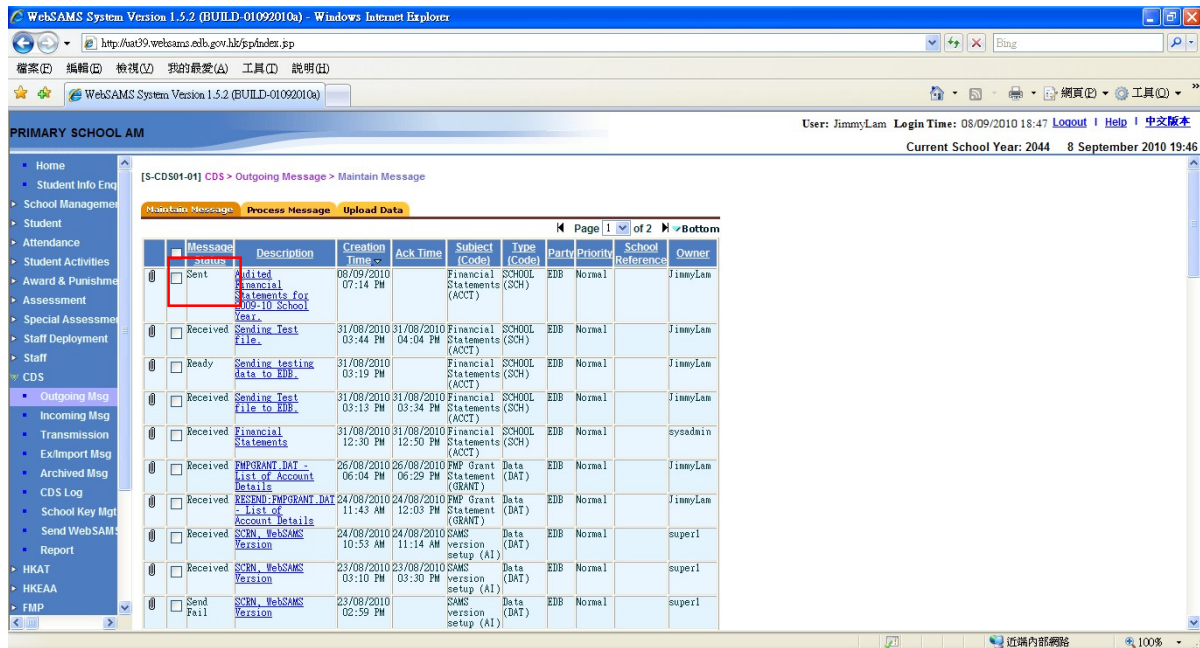 WebSAMS System Version 1.5.2 (BUILD-01092010a) - Windows Internet Explorer
http://uat39.websams.edb.gov.hk/jsp/index.jsp
Bing
檔案(F) 編輯(E) 檢視(V) 我的最愛(A) 工具(T) 說明(H)
WebSAMS System Version 1.5.2 (BUILD-01092010a)
網頁(P) 工具(O) »
PRIMARY SCHOOL AM
User: JimmyLam Login Time: 08/09/2010 18:47 Logout | Help | 中文版本
Current School Year: 2044 8 September 2010 19:46
Home
Student Info Enq
School Managemen
Student
Attendance
Student Activities
Award & Punishme
Assessment
Special Assessmen
Staff Deployment
Staff
CDS
Outgoing Msg
Incoming Msg
Transmission
Ex/Import Msg
Archived Msg
CDS Log
School Key Mgt
Send WebSAMS
Report
HKAT
HKEAA
FMP
[S-CDS01-01] CDS > Outgoing Message > Maintain Message
Maintain Message Process Message Upload Data
Page 1 of 2 Bottom
Message Status Description Creation Time Ack Time Subject (Code) Type (Code) Party Priority School Reference Owner
Sent Audited Financial Statements for 2009-10 School Year. 08/09/2010 07:14 PM Financial Statements (ACCT) SCHOOL (SCH) EDB Normal JimmyLam
Received Sending Test file. 31/08/2010 03:44 PM 31/08/2010 04:04 PM Financial Statements (ACCT) SCHOOL (SCH) EDB Normal JimmyLam
Ready Sending testing data to EDB. 31/08/2010 03:19 PM Financial Statements (ACCT) SCHOOL (SCH) EDB Normal JimmyLam
Received Sending Test file to EDB. 31/08/2010 03:13 PM 31/08/2010 03:34 PM Financial Statements (ACCT) SCHOOL (SCH) EDB Normal JimmyLam
Received Financial Statements 31/08/2010 12:30 PM 31/08/2010 12:50 PM Financial Statements (ACCT) SCHOOL (SCH) EDB Normal sysadmin
Received FMPGRANT.DAT - List of Account Details 26/08/2010 06:04 PM 26/08/2010 06:29 PM FMP Grant Statement (GRANT) Data (DAT) EDB Normal JimmyLam
Received RESEND:FMPGRANT.DAT - List of Account Details 24/08/2010 11:43 AM 24/08/2010 12:03 PM FMP Grant Statement (GRANT) Data (DAT) EDB Normal JimmyLam
Received SCRN, WebSAMS Version 24/08/2010 10:53 AM 24/08/2010 11:14 AM SAMS version setup (AI) Data (DAT) EDB Normal super1
Received SCRN, WebSAMS Version 23/08/2010 03:10 PM 23/08/2010 03:30 PM SAMS version setup (AI) Data (DAT) EDB Normal super1
Send Fail SCRN, WebSAMS Version 23/08/2010 02:59 PM SAMS version setup (AI) Data (DAT) EDB Normal super1
近端內部網路 100%